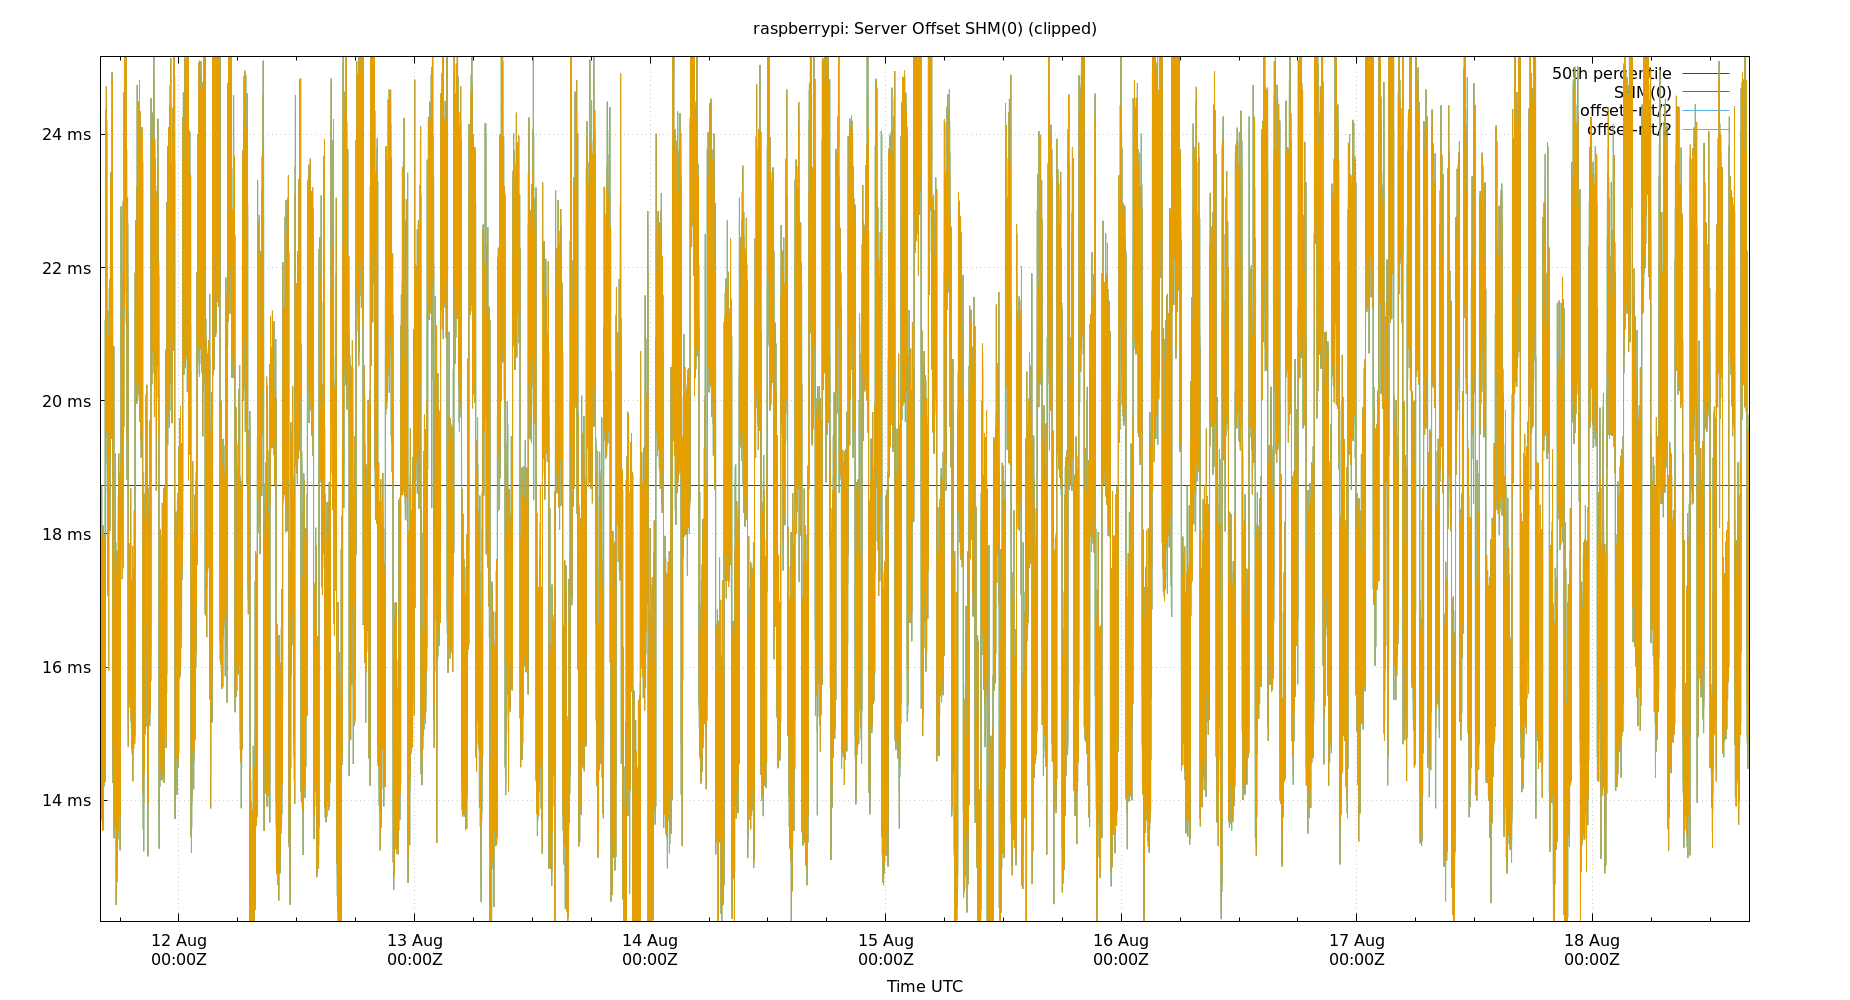 raspberrypi: Server Offset SHM(0) (clipped)
50th percentile
SHM(0)
offset+rtt/2
offset-rtt/2
24 ms
22 ms
20 ms
18 ms
16 ms
14 ms
12 Aug 13 Aug 14 Aug 15 Aug 16 Aug 17 Aug 18 Aug
00:00Z 00:00Z 00:00Z 00:00Z 00:00Z 00:00Z 00:00Z
Time UTC